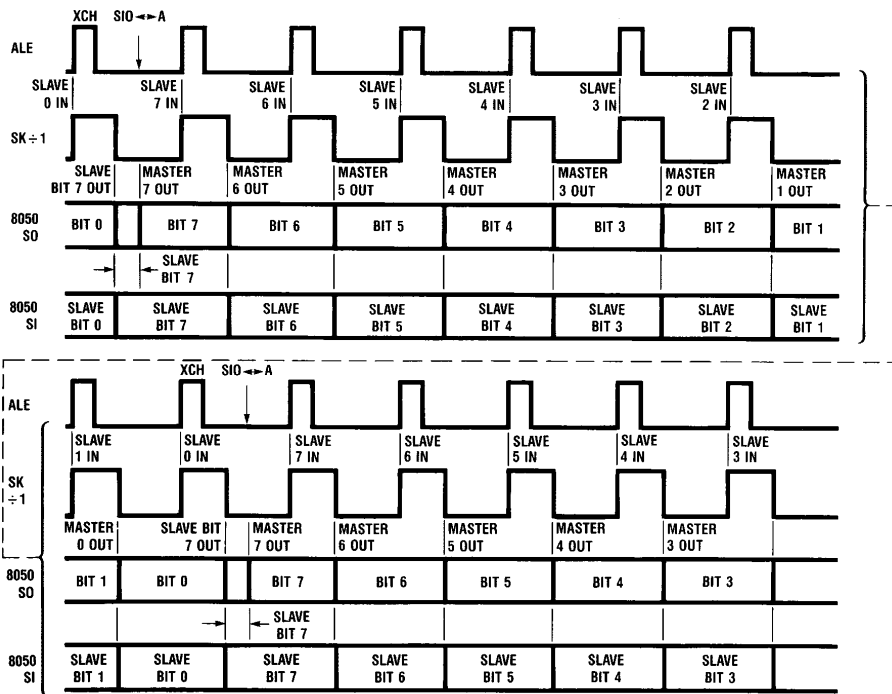 XCH SIO◄►A
ALE
SLAVE 0 IN
SLAVE 7 IN
SLAVE 6 IN
SLAVE 5 IN
SLAVE 4 IN
SLAVE 3 IN
SLAVE 2 IN
SK÷1
SLAVE BIT 7 OUT
MASTER 7 OUT
MASTER 6 OUT
MASTER 5 OUT
MASTER 4 OUT
MASTER 3 OUT
MASTER 2 OUT
MASTER 1 OUT
8050 SO
BIT 0 BIT 7 BIT 6 BIT 5 BIT 4 BIT 3 BIT 2 BIT 1
SLAVE BIT 7
8050 SI
SLAVE BIT 0
SLAVE BIT 7
SLAVE BIT 6
SLAVE BIT 5
SLAVE BIT 4
SLAVE BIT 3
SLAVE BIT 2
SLAVE BIT 1
XCH SIO◄►A
ALE
SLAVE 1 IN
SLAVE 0 IN
SLAVE 7 IN
SLAVE 6 IN
SLAVE 5 IN
SLAVE 4 IN
SLAVE 3 IN
SK ÷1
MASTER 0 OUT
SLAVE BIT 7 OUT
MASTER 7 OUT
MASTER 6 OUT
MASTER 5 OUT
MASTER 4 OUT
MASTER 3 OUT
8050 SO
BIT 1 BIT 0 BIT 7 BIT 6 BIT 5 BIT 4 BIT 3
SLAVE BIT 7
8050 SI
SLAVE BIT 1
SLAVE BIT 0
SLAVE BIT 7
SLAVE BIT 6
SLAVE BIT 5
SLAVE BIT 4
SLAVE BIT 3